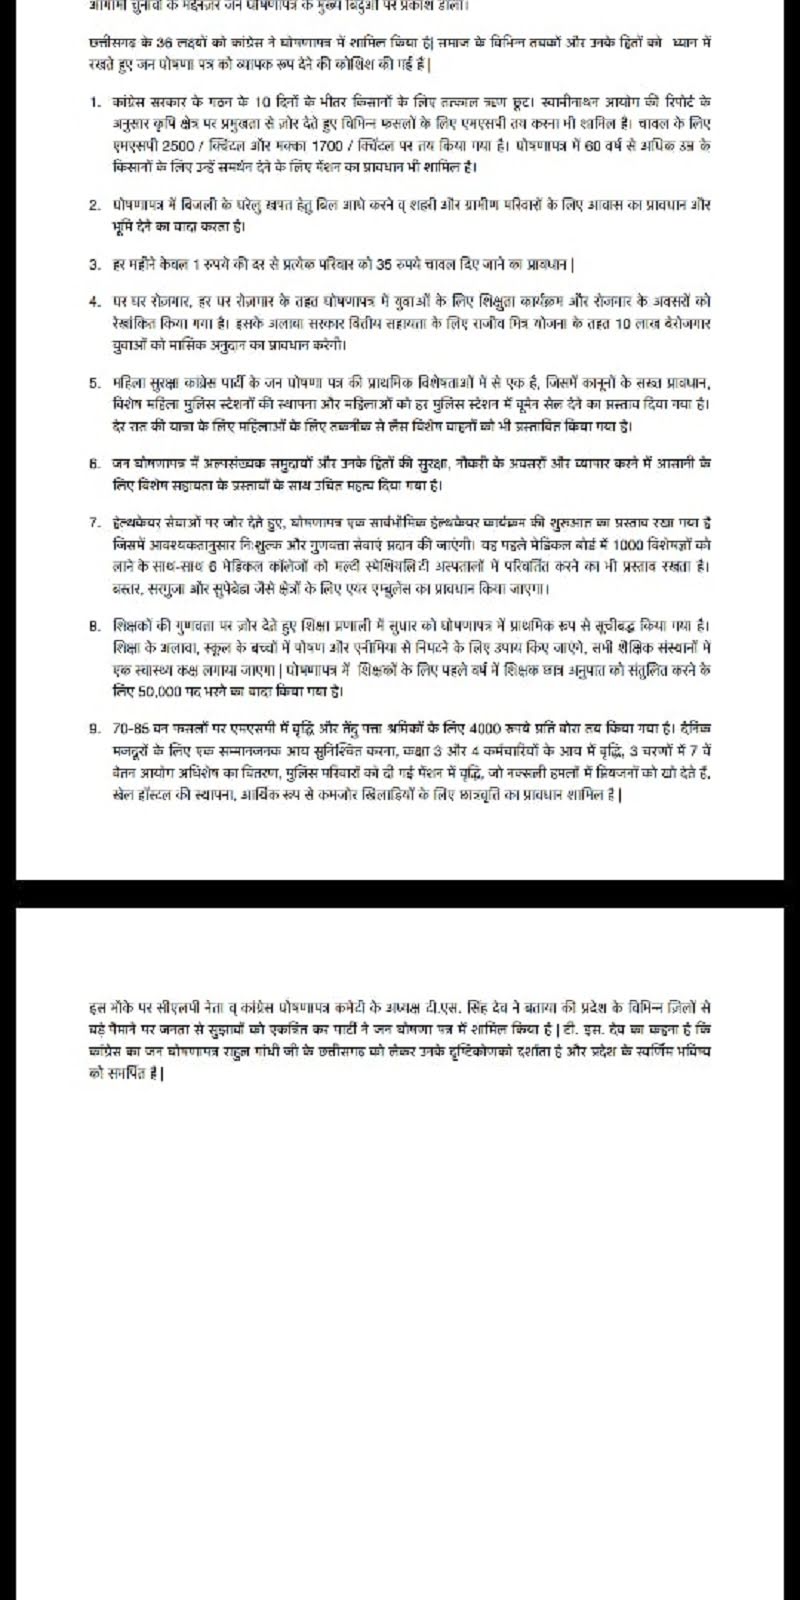 आगामी चुनावों के मद्देनज़र जन घोषणापत्र के मुख्य बिंदुओं पर प्रकाश डाला।
छत्तीसगढ के 36 लक्ष्यों को कांग्रेस ने घोषणापत्र में शामिल किया है| समाज के विभिन्न तबकों और उनके हितों को ध्यान में
रखते हुए जन घोषणा पत्र को व्यापक रूप देने की कोशिश की गई है|
1. कांग्रेस सरकार के गठन के 10 दिनों के भीतर किसानों के लिए तत्काल ऋण छूट। स्वामीनाथन आयोग की रिपोर्ट के
अनुसार कृषि क्षेत्र पर प्रमुखता से ज़ोर देते हुए विभिन्न फसलों के लिए एमएसपी तय करना भी शामिल है। चावल के लिए
एमएसपी 2500 / क्विंटल और मक्का 1700 / क्विंटल पर तय किया गया है। घोषणापत्र में 60 वर्ष से अधिक उम्र के
किसानों के लिए उन्हें समर्थन देने के लिए पेंशन का प्रावधान भी शामिल है।
2. घोषणापत्र में बिजली के घरेलु खपत हेतु बिल आधे करने व् शहरी और ग्रामीण परिवारों के लिए आवास का प्रावधान और
भूमि देने का वादा करता है।
3. हर महीने केवल 1 रुपये की दर से प्रत्येक परिवार को 35 रुपये चावल दिए जाने का प्रावधान|
4. घर घर रोज़गार, हर घर रोज़गार के तहत घोषणापत्र में युवाओं के लिए शिक्षुता कार्यक्रम और रोजगार के अवसरों को
रेखांकित किया गया है। इसके अलावा सरकार वित्तीय सहायता के लिए राजीव मित्र योजना के तहत 10 लाख बेरोजगार
युवाओं को मासिक अनुदान का प्रावधान करेगी।
5. महिला सुरक्षा कांग्रेस पार्टी के जन घोषणा पत्र की प्राथमिक विशेषताओं में से एक है, जिसमें कानूनों के सख्त प्रावधान,
विशेष महिला पुलिस स्टेशनों की स्थापना और महिलाओं को हर पुलिस स्टेशन में वूमेन सेल देने का प्रस्ताव दिया गया है।
देर रात की यात्रा के लिए महिलाओं के लिए तकनीक से लैस विशेष वाहनों को भी प्रस्तावित किया गया है।
6. जन घोषणापत्र में अल्पसंख्यक समुदायों और उनके हितों की सुरक्षा, नौकरी के अवसरों और व्यापार करने में आसानी के
लिए विशेष सहायता के प्रस्तावों के साथ उचित महत्व दिया गया है।
7. हेल्थकेयर सेवाओं पर जोर देते हुए, घोषणापत्र एक सार्वभौमिक हेल्थकेयर कार्यक्रम की शुरुआत का प्रस्ताव रखा गया है
जिसमें आवश्यकतानुसार निःशुल्क और गुणवत्ता सेवाएं प्रदान की जाएंगी। यह पहले मेडिकल बोर्ड में 1000 विशेषज्ञों को
लाने के साथ-साथ 6 मेडिकल कॉलेजों को मल्टी स्पेशियलिटी अस्पतालों में परिवर्तित करने का भी प्रस्ताव रखता है।
बस्तर, सरगुजा और सुपेबेडा जैसे क्षेत्रों के लिए एयर एम्बुलेंस का प्रावधान किया जाएगा।
8. शिक्षकों की गुणवत्ता पर ज़ोर देते हुए शिक्षा प्रणाली में सुधार को घोषणापत्र में प्राथमिक रूप से सूचीबद्ध किया गया है।
शिक्षा के अलावा, स्कूल के बच्चों में पोषण और एनीमिया से निपटने के लिए उपाय किए जाएंगे, सभी शैक्षिक संस्थानों में
एक स्वास्थ्य कक्ष लगाया जाएगा| घोषणापत्र में शिक्षकों के लिए पहले वर्ष में शिक्षक छात्र अनुपात को संतुलित करने के
लिए 50,000 पद भरने का वादा किया गया है।
9. 70-85 वन फसलों पर एमएसपी में वृद्धि और तेंदु पत्ता श्रमिकों के लिए 4000 रूपये प्रति बोरा तय किया गया है। दैनिक
मजदूरों के लिए एक सम्मानजनक आय सुनिश्चित करना, कक्षा 3 और 4 कर्मचारियों के आय में वृद्धि, 3 चरणों में 7 वें
वेतन आयोग अधिशेष का वितरण, पुलिस परिवारों को दी गई पेंशन में वृद्धि, जो नक्सली हमलों में प्रियजनों को खो देते हैं,
खेल हॉस्टल की स्थापना, आर्थिक रूप से कमजोर खिलाडियों के लिए छात्रवृति का प्रावधान शामिल है|
इस मौके पर सीएलपी नेता व् कांग्रेस घोषणापत्र कमेटी के अध्यक्ष टी.एस. सिंह देव ने बताया की प्रदेश के विभिन्न ज़िलों से
बड़े पैमाने पर जनता से सुझावों को एकत्रित कर पार्टी ने जन घोषणा पत्र में शामिल किया है| टी. इस. देव का कहना है कि
कांग्रेस का जन घोषणापत्र राहुल गांधी जी के छत्तीसगढ को लेकर उनके दृष्टिकोणको दर्शाता है और प्रदेश के स्वर्णिम भविष्य
को समर्पित है|